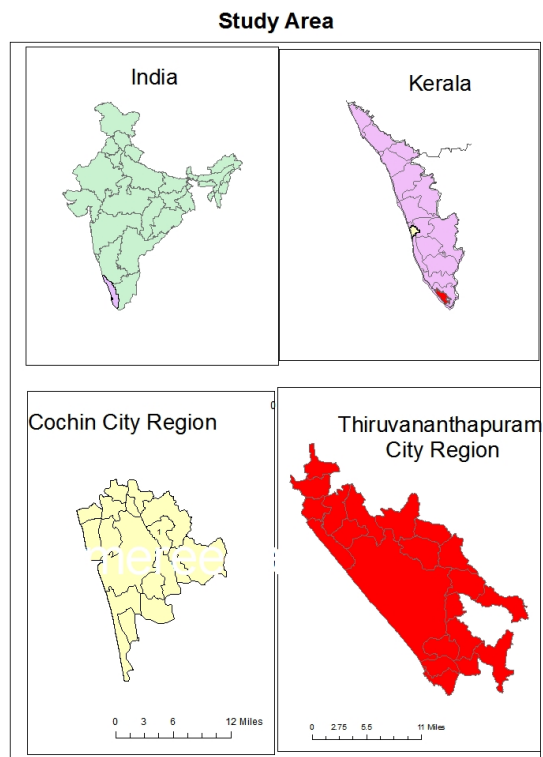 Study Area
India
Kerala
Cochin City Region
0
Thiruvananthapuram
City Region
0 3 6 12 Miles
0 2.75 5.5 11 Miles